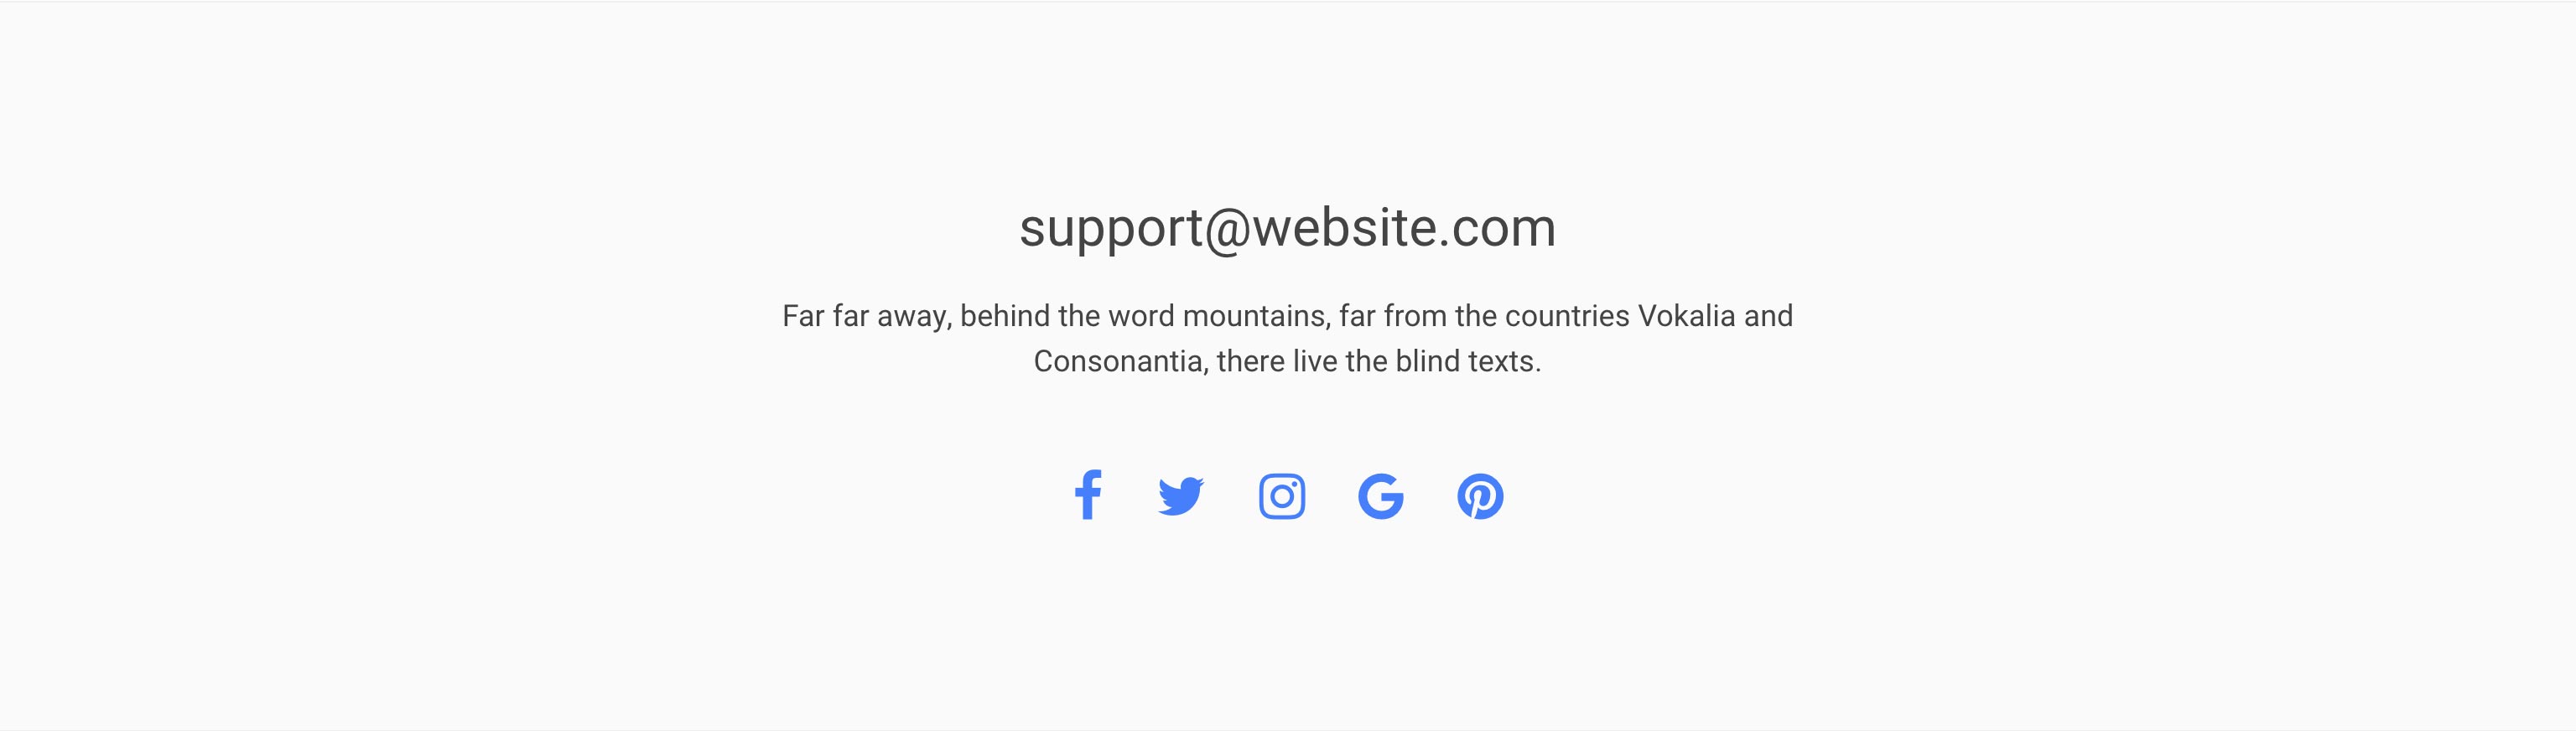 support@website.com
Far far away, behind the word mountains, far from the countries Vokalia and
Consonantia, there live the blind texts.